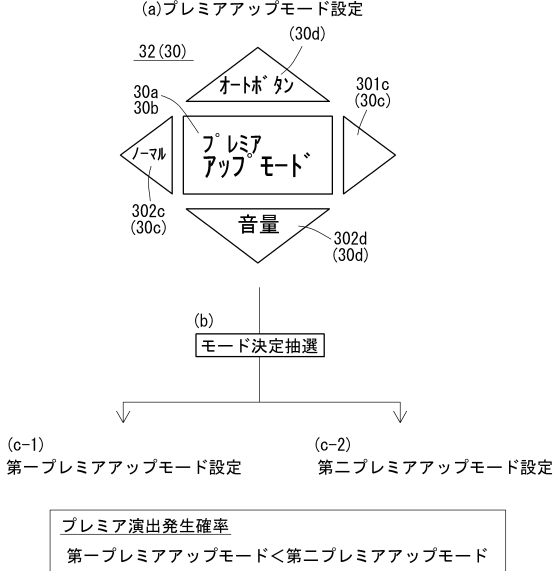 (a)プレミアアップモード設定
32(30)
(30d)
オートボタン
30a
30b
301c
(30c)
プレミア
アップモード
ノーマル
302c
(30c)
音量
302d
(30d)
(b)
モード決定抽選
(c-1)
第一プレミアアップモード設定
(c-2)
第二プレミアアップモード設定
プレミア演出発生確率
第一プレミアアップモード＜第二プレミアアップモード